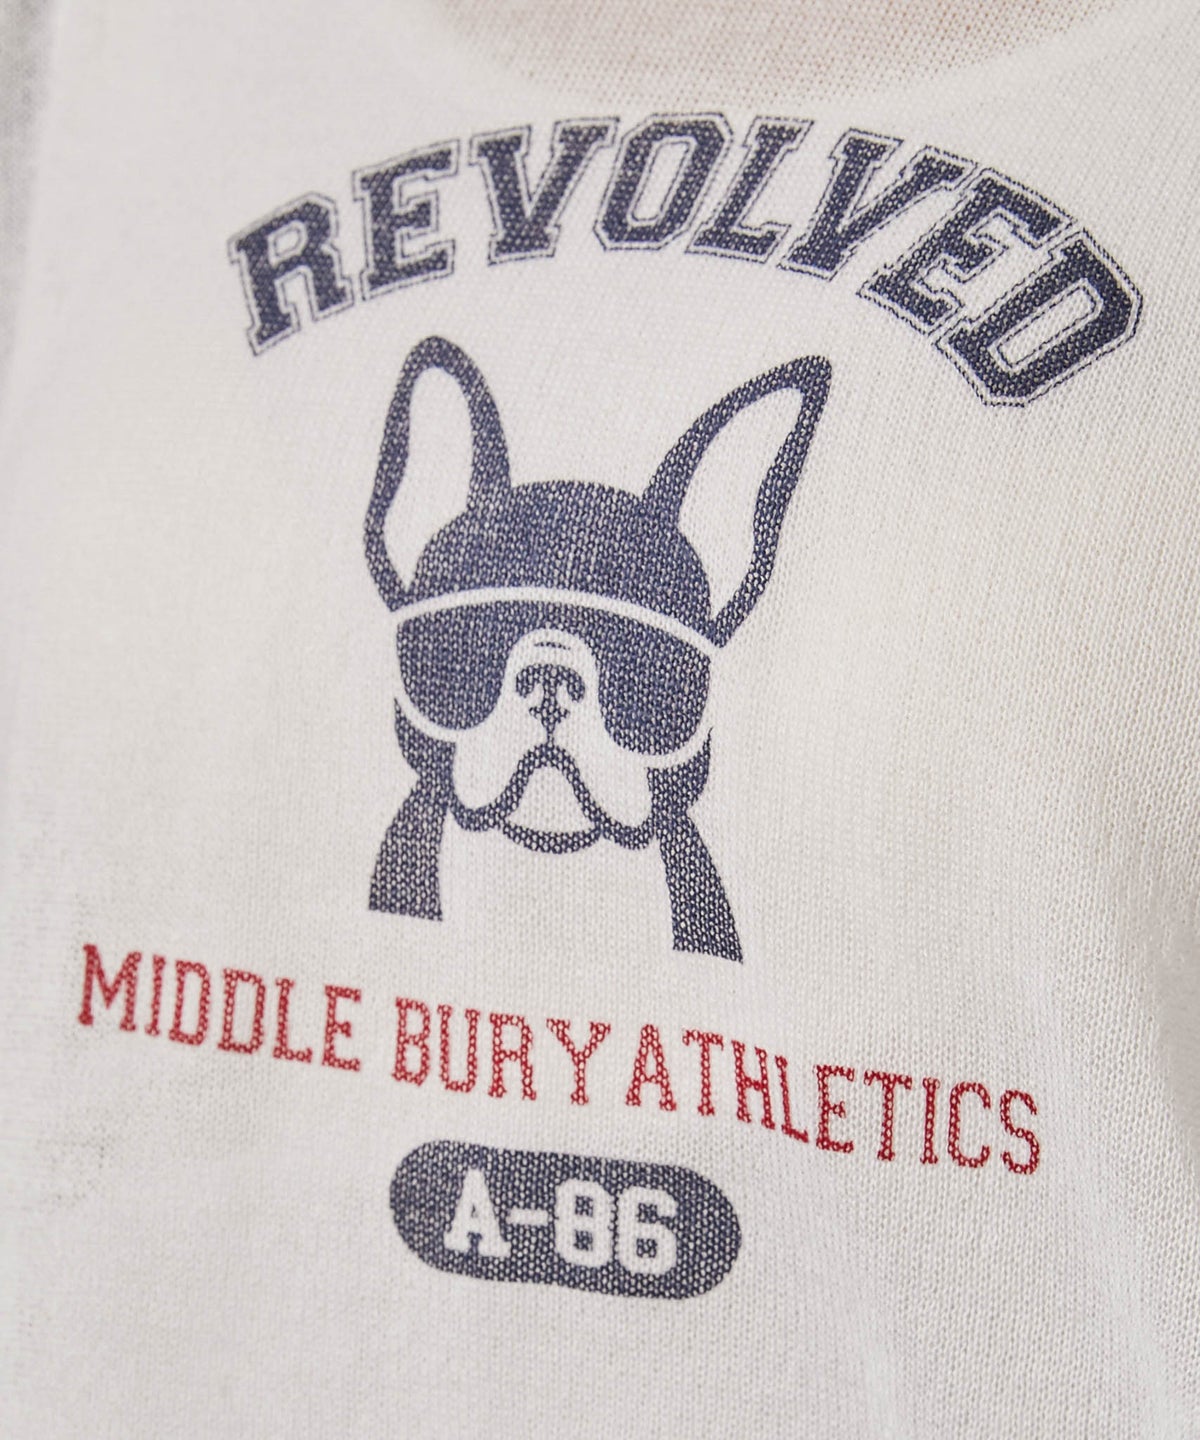 REVOLVED
MIDDLE BURY ATHLETICS
A-86